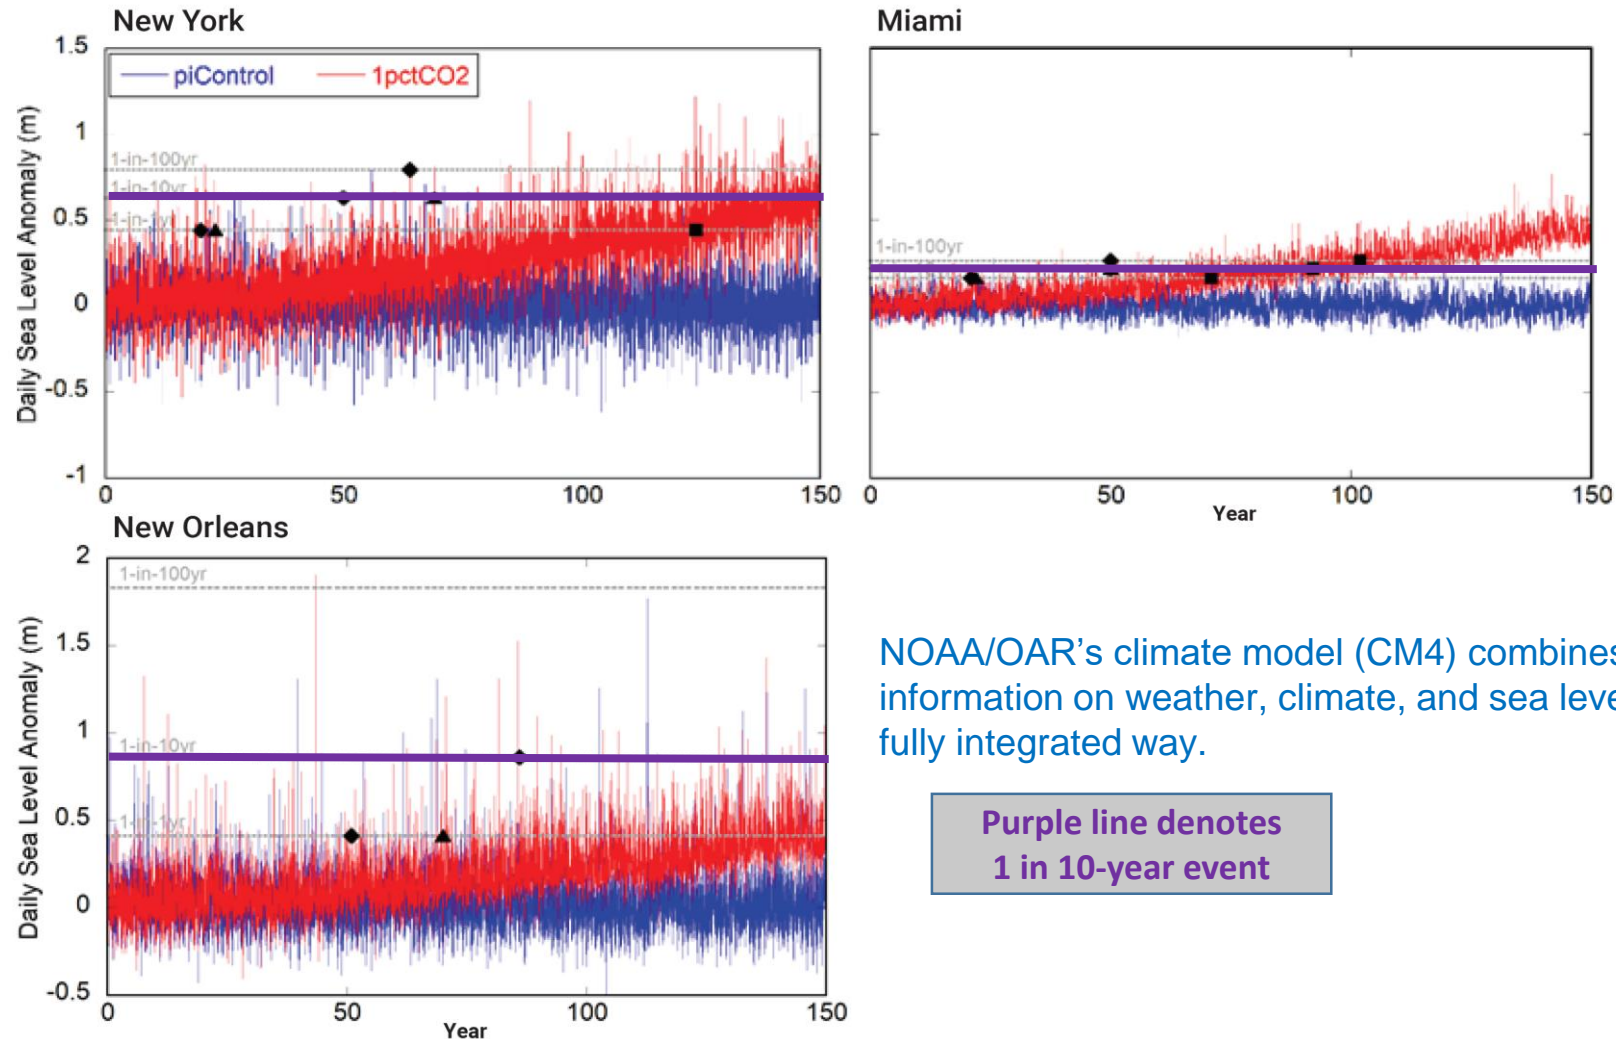 New York
1.5
1
0.5
0
-0.5
-1
Daily Sea Level Anomaly (m)
piControl
1pctCO2
1-in-100yr
1-in-10yr
1-in-1yr
0
50
100
150
Miami
1-in-100yr
0
50
100
150
Year
New Orleans
2
1.5
1
0.5
0
-0.5
Daily Sea Level Anomaly (m)
1-in-100yr
1-in-10yr
1-in-1yr
0
50
100
150
Year
NOAA/OAR’s climate model (CM4) combines
information on weather, climate, and sea leve
fully integrated way.
Purple line denotes
1 in 10-year event